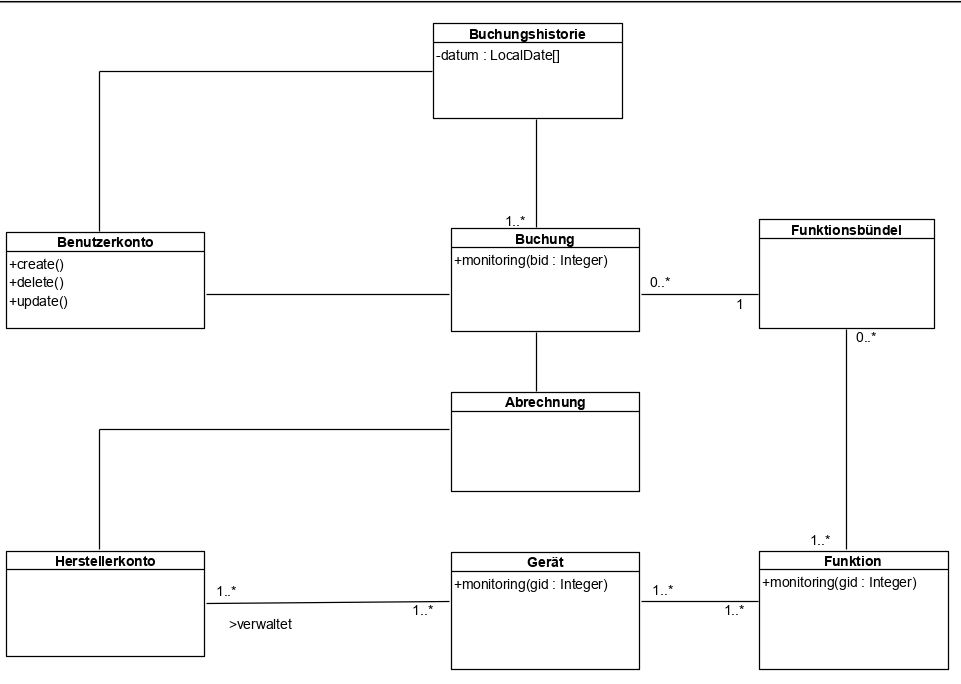 Buchungshistorie
-datum : LocalDate[]
1..*
Benutzerkonto
+create()
+delete()
+update()
Buchung
+monitoring(bid : Integer)
0..*
1
Funktionsbündel
0..*
Abrechnung
Herstellerkonto
1..*
>verwaltet
1..*
Gerät
+monitoring(gid : Integer)
1..*
1..*
1..*
Funktion
+monitoring(gid : Integer)